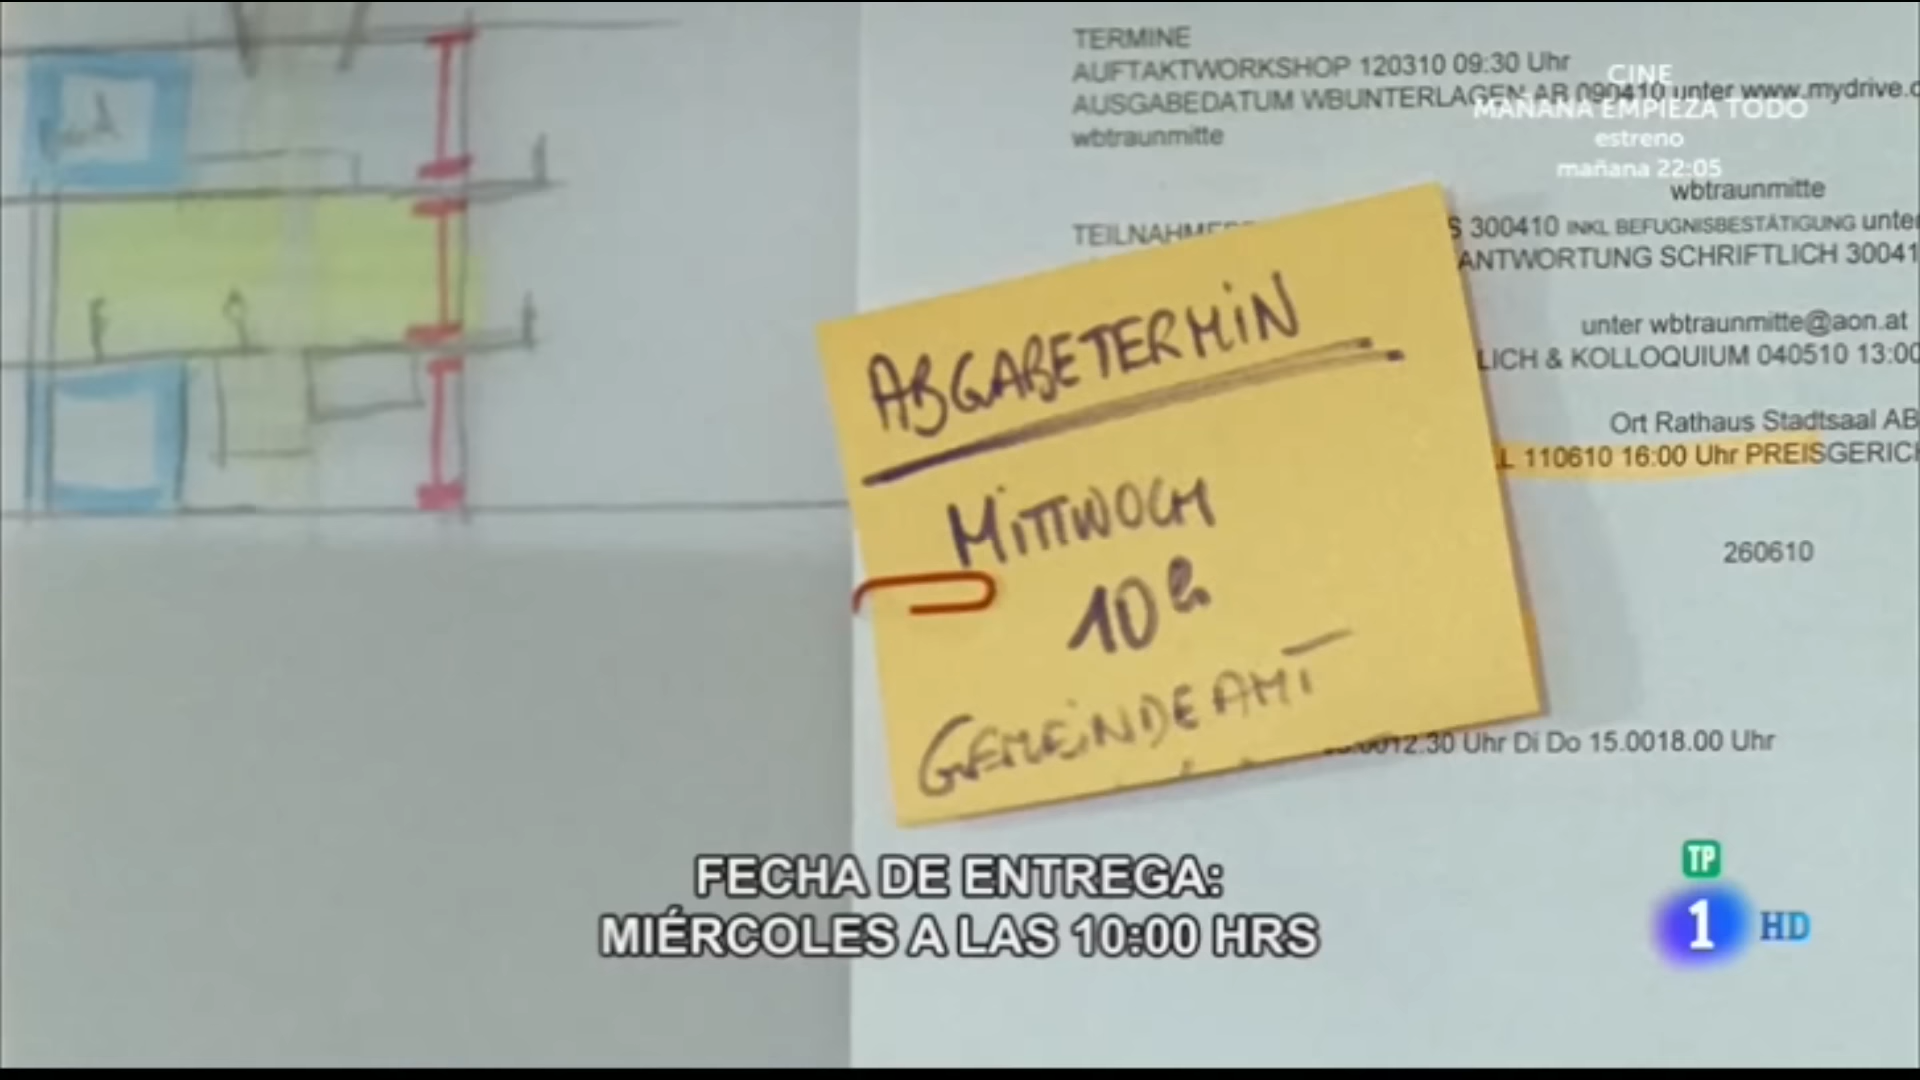 TERMINE
AUFTAKTWORKSHOP 120310 09:30 Uhr
AUSGABEDATUM WBUNTERLAGEN AB 090410 unter www.mydrive.c
wbtraunmitte
CINE
MAÑANA EMPIEZA TODO
estreno
mañana 22:05
wbtraunmitte
TEILNAHME
S 300410 INKL BEFUGNISBESTÄTIGUNG unte
ANTWORTUNG SCHRIFTLICH 30041
unter wbtraunmitte@aon.at
LICH & KOLLOQUIUM 040510 13:00
Ort Rathaus Stadtsaal AB
L 110610 16:00 Uhr PREISGERICH
260610
12.30 Uhr Di Do 15.0018.00 Uhr
ABGABETERMIN
MITTWOCH
10h
GEMEINDEAMT
FECHA DE ENTREGA:
MIÉRCOLES A LAS 10:00 HRS
TP
1 HD